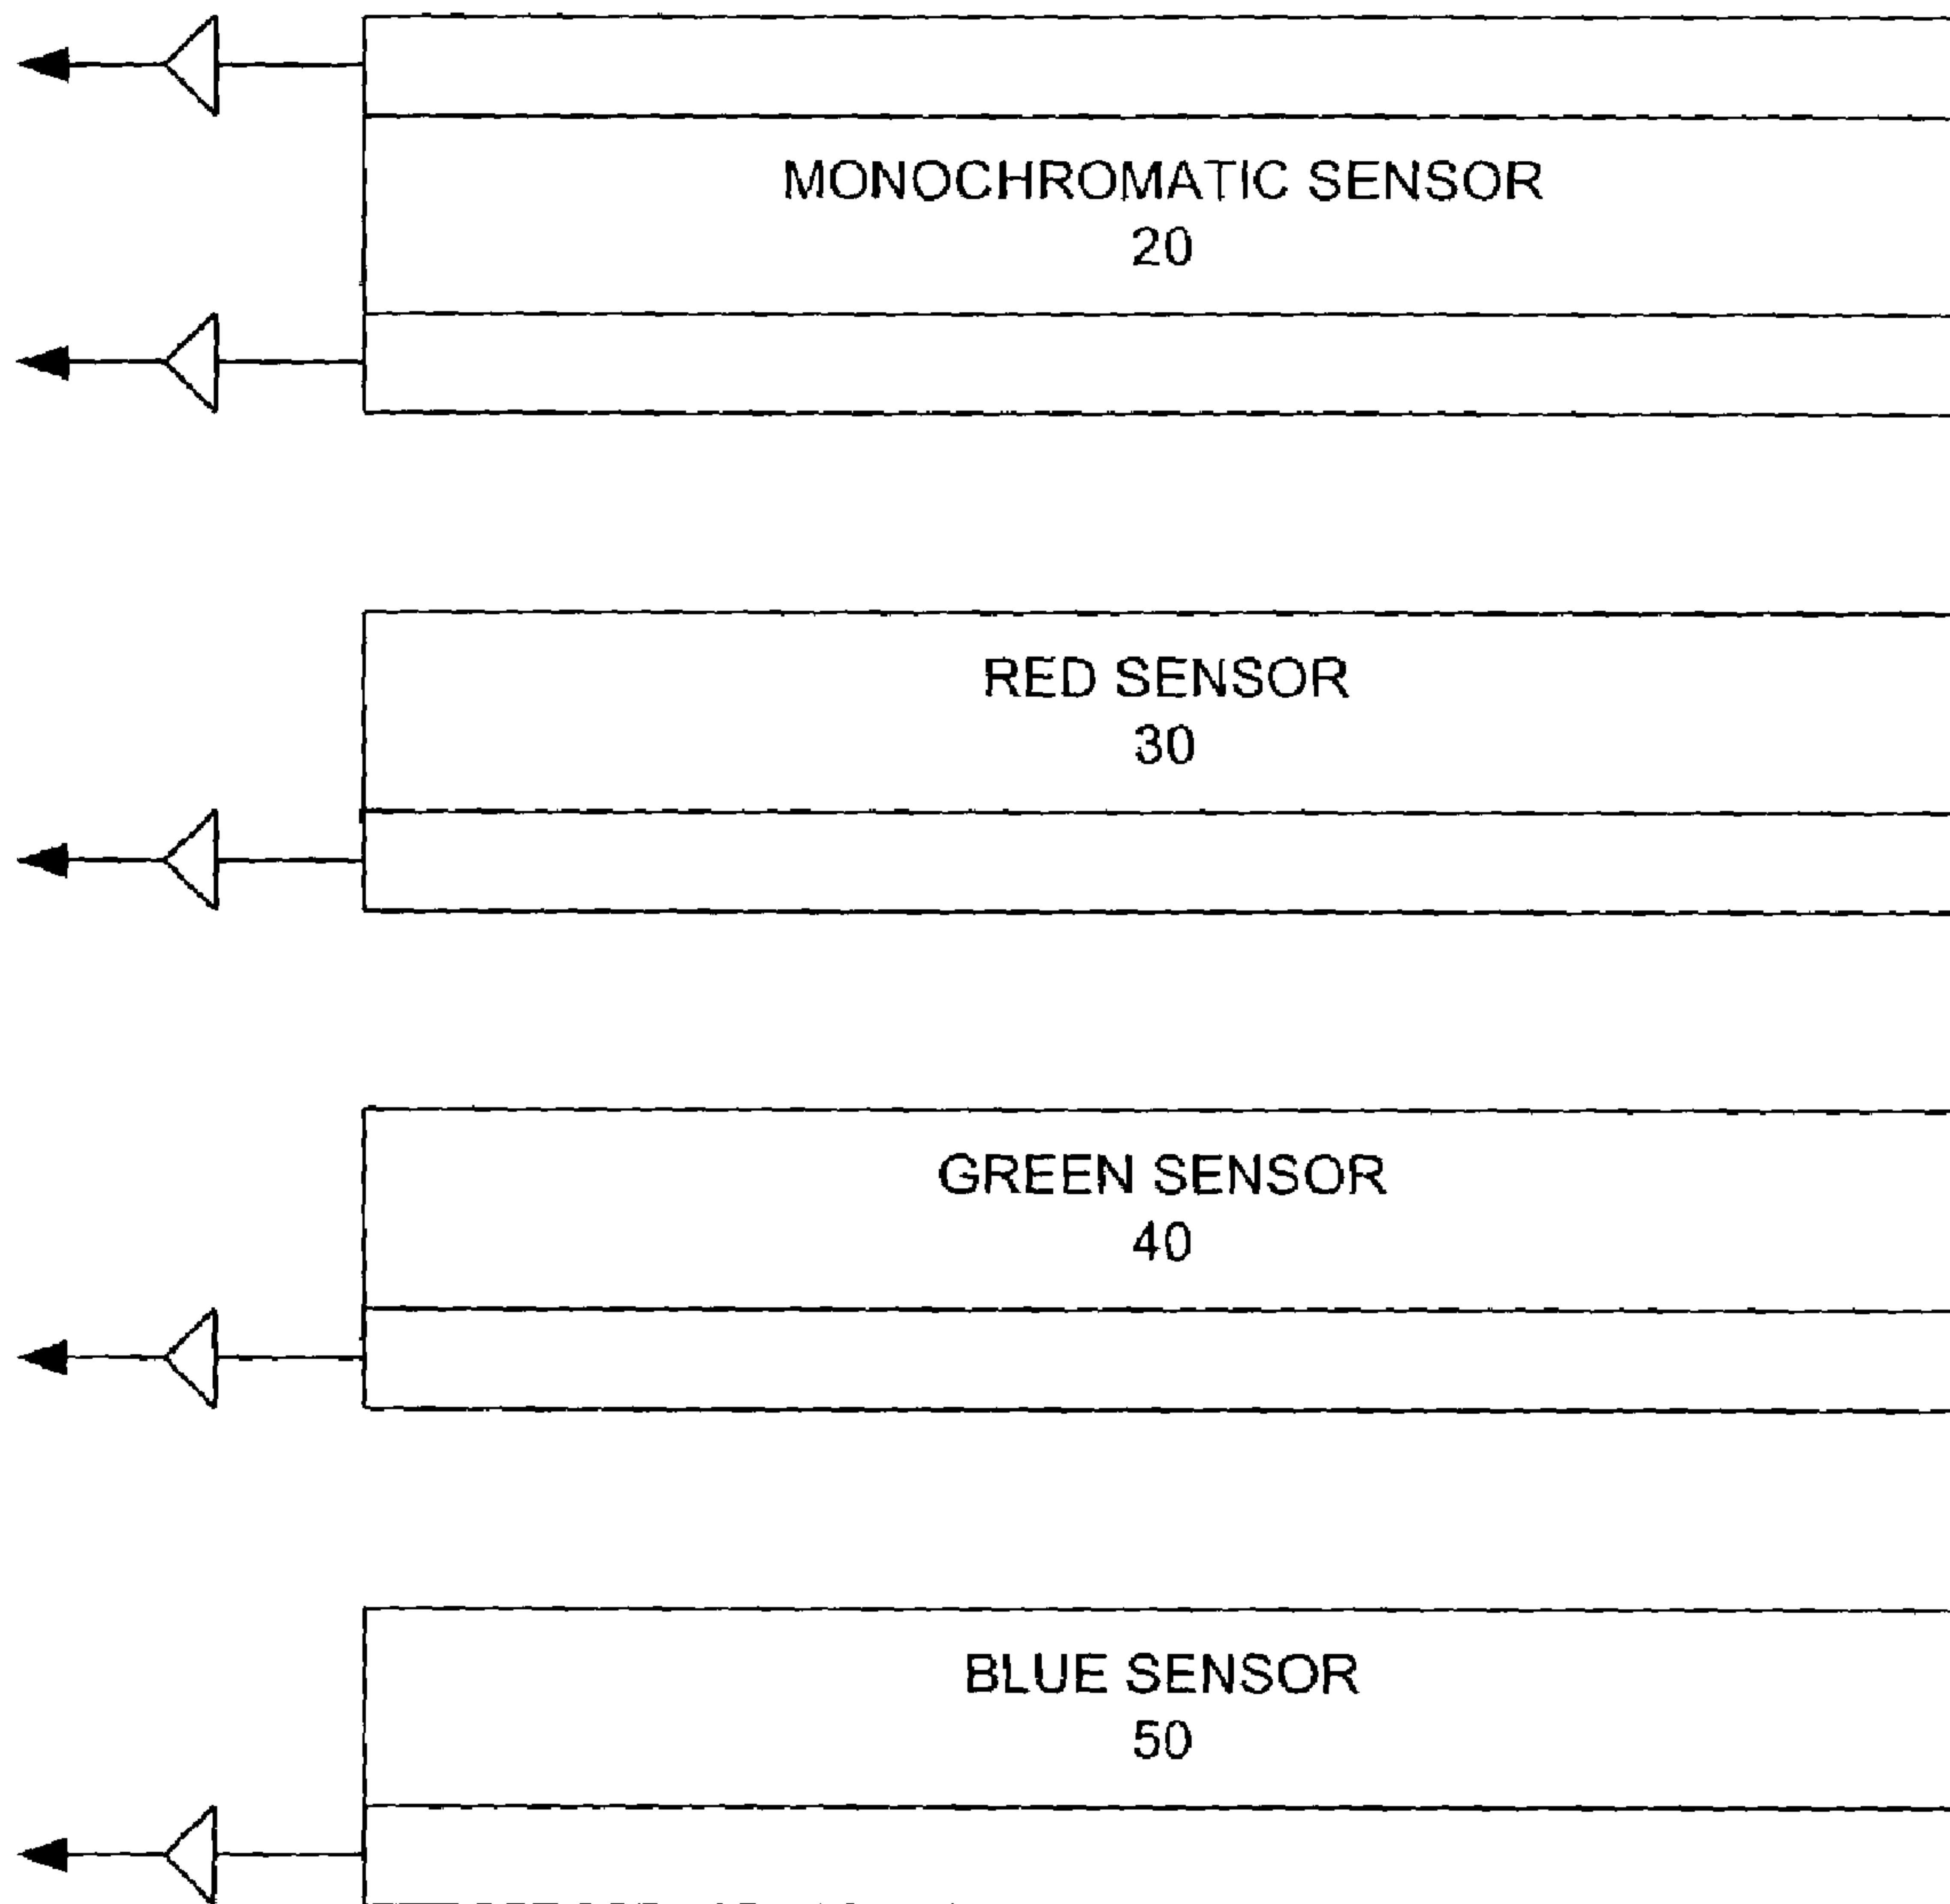 MONOCHROMATIC SENSOR
20
RED SENSOR
30
GREEN SENSOR
40
BLUE SENSOR
50